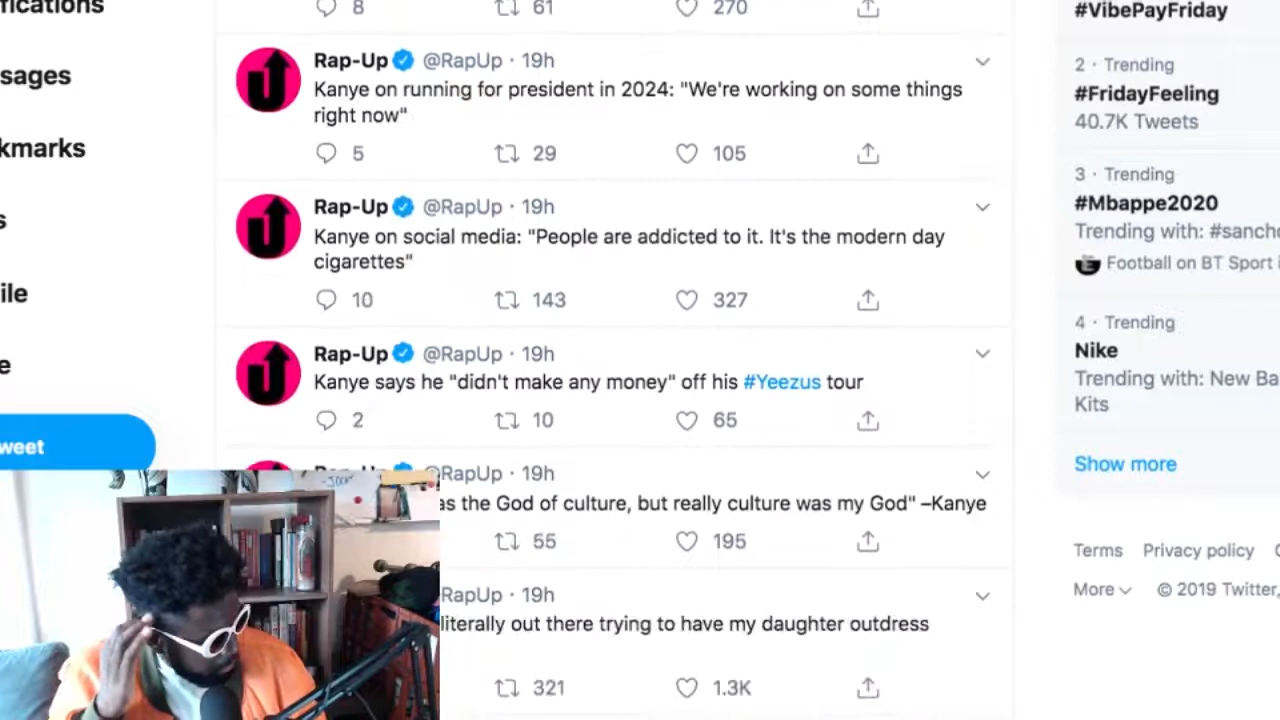 fications
sages
kmarks
s
ile
e
weet
8 61 270
Rap-Up @RapUp · 19h
Kanye on running for president in 2024: "We're working on some things
right now"
5 29 105
Rap-Up @RapUp · 19h
Kanye on social media: "People are addicted to it. It's the modern day
cigarettes"
10 143 327
Rap-Up @RapUp · 19h
Kanye says he "didn't make any money" off his #Yeezus tour
2 10 65
@RapUp · 19h
as the God of culture, but really culture was my God" –Kanye
55 195
RapUp · 19h
literally out there trying to have my daughter outdress
321 1.3K
#VibePayFriday
2 · Trending
#FridayFeeling
40.7K Tweets
3 · Trending
#Mbappe2020
Trending with: #sancho
Football on BT Sport
4 · Trending
Nike
Trending with: New Ba
Kits
Show more
Terms Privacy policy
More © 2019 Twitter,